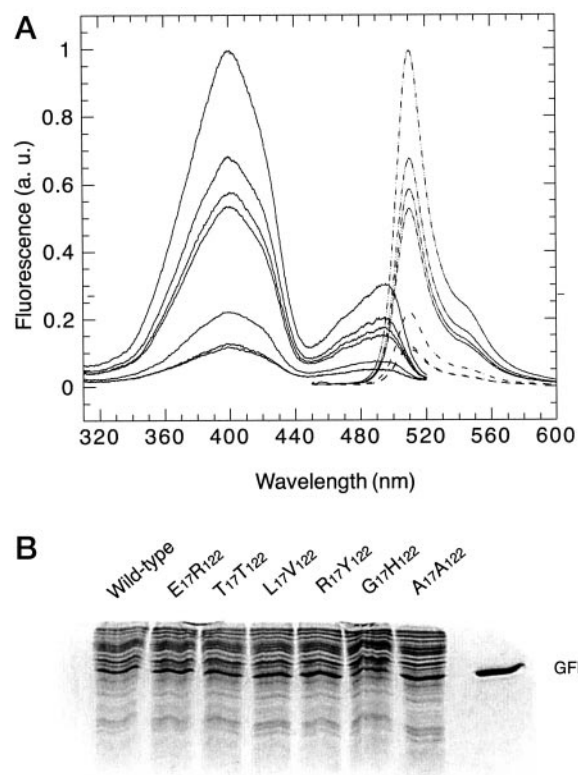 A
Fluorescence (a. u.)
1
0.8
0.6
0.4
0.2
0
320 360 400 440 480 520 560 600
Wavelength (nm)
B
Wild-type E17R122 T17T122 L17V122 R17Y122 G17H122 A17A122
GF